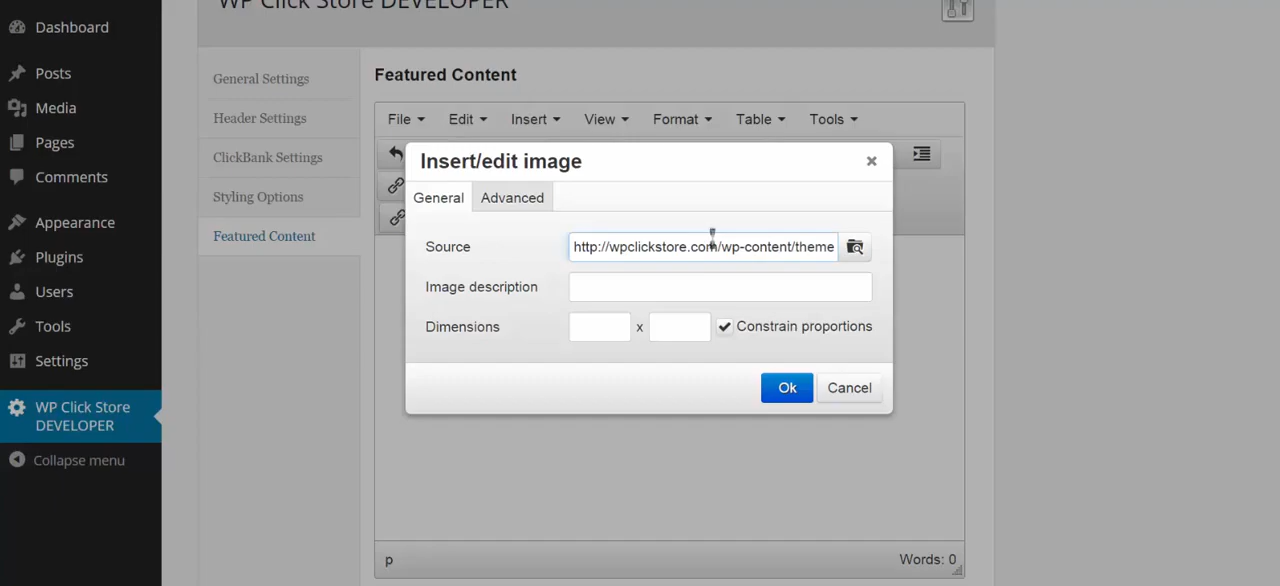 WP Click Store DEVELOPER
Dashboard
Posts
Media
Pages
Comments
Appearance
Plugins
Users
Tools
Settings
WP Click Store
DEVELOPER
Collapse menu
General Settings
Header Settings
ClickBank Settings
Styling Options
Featured Content
Featured Content
File Edit Insert View Format Table Tools
Insert/edit image
General Advanced
Source http://wpclickstore.com/wp-content/theme
Image description
Dimensions x Constrain proportions
Ok Cancel
p Words: 0